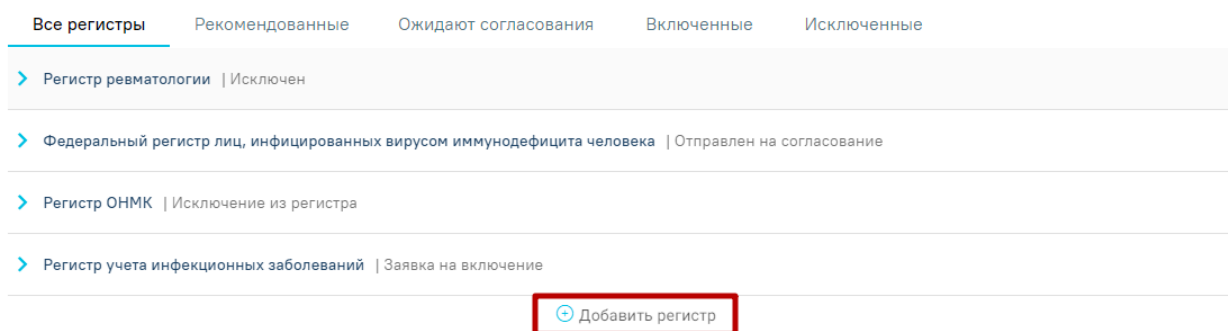 Все регистры Рекомендованные Ожидают согласования Включенные Исключенные
Регистр ревматологии | Исключен
Федеральный регистр лиц, инфицированных вирусом иммунодефицита человека | Отправлен на согласование
Регистр ОНМК | Исключение из регистра
Регистр учета инфекционных заболеваний | Заявка на включение
Добавить регистр